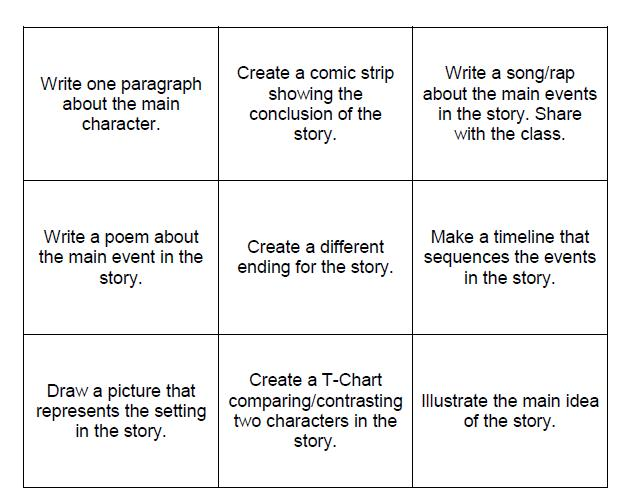 Write one paragraph
about the main
character.
Create a comic strip
showing the
conclusion of the
story.
Write a song/rap
about the main events
in the story. Share
with the class.
Write a poem about
the main event in the
story.
Create a different
ending for the story.
Make a timeline that
sequences the events
in the story.
Draw a picture that
represents the setting
in the story.
Create a T-Chart
comparing/contrasting
two characters in the
story.
Illustrate the main idea
of the story.